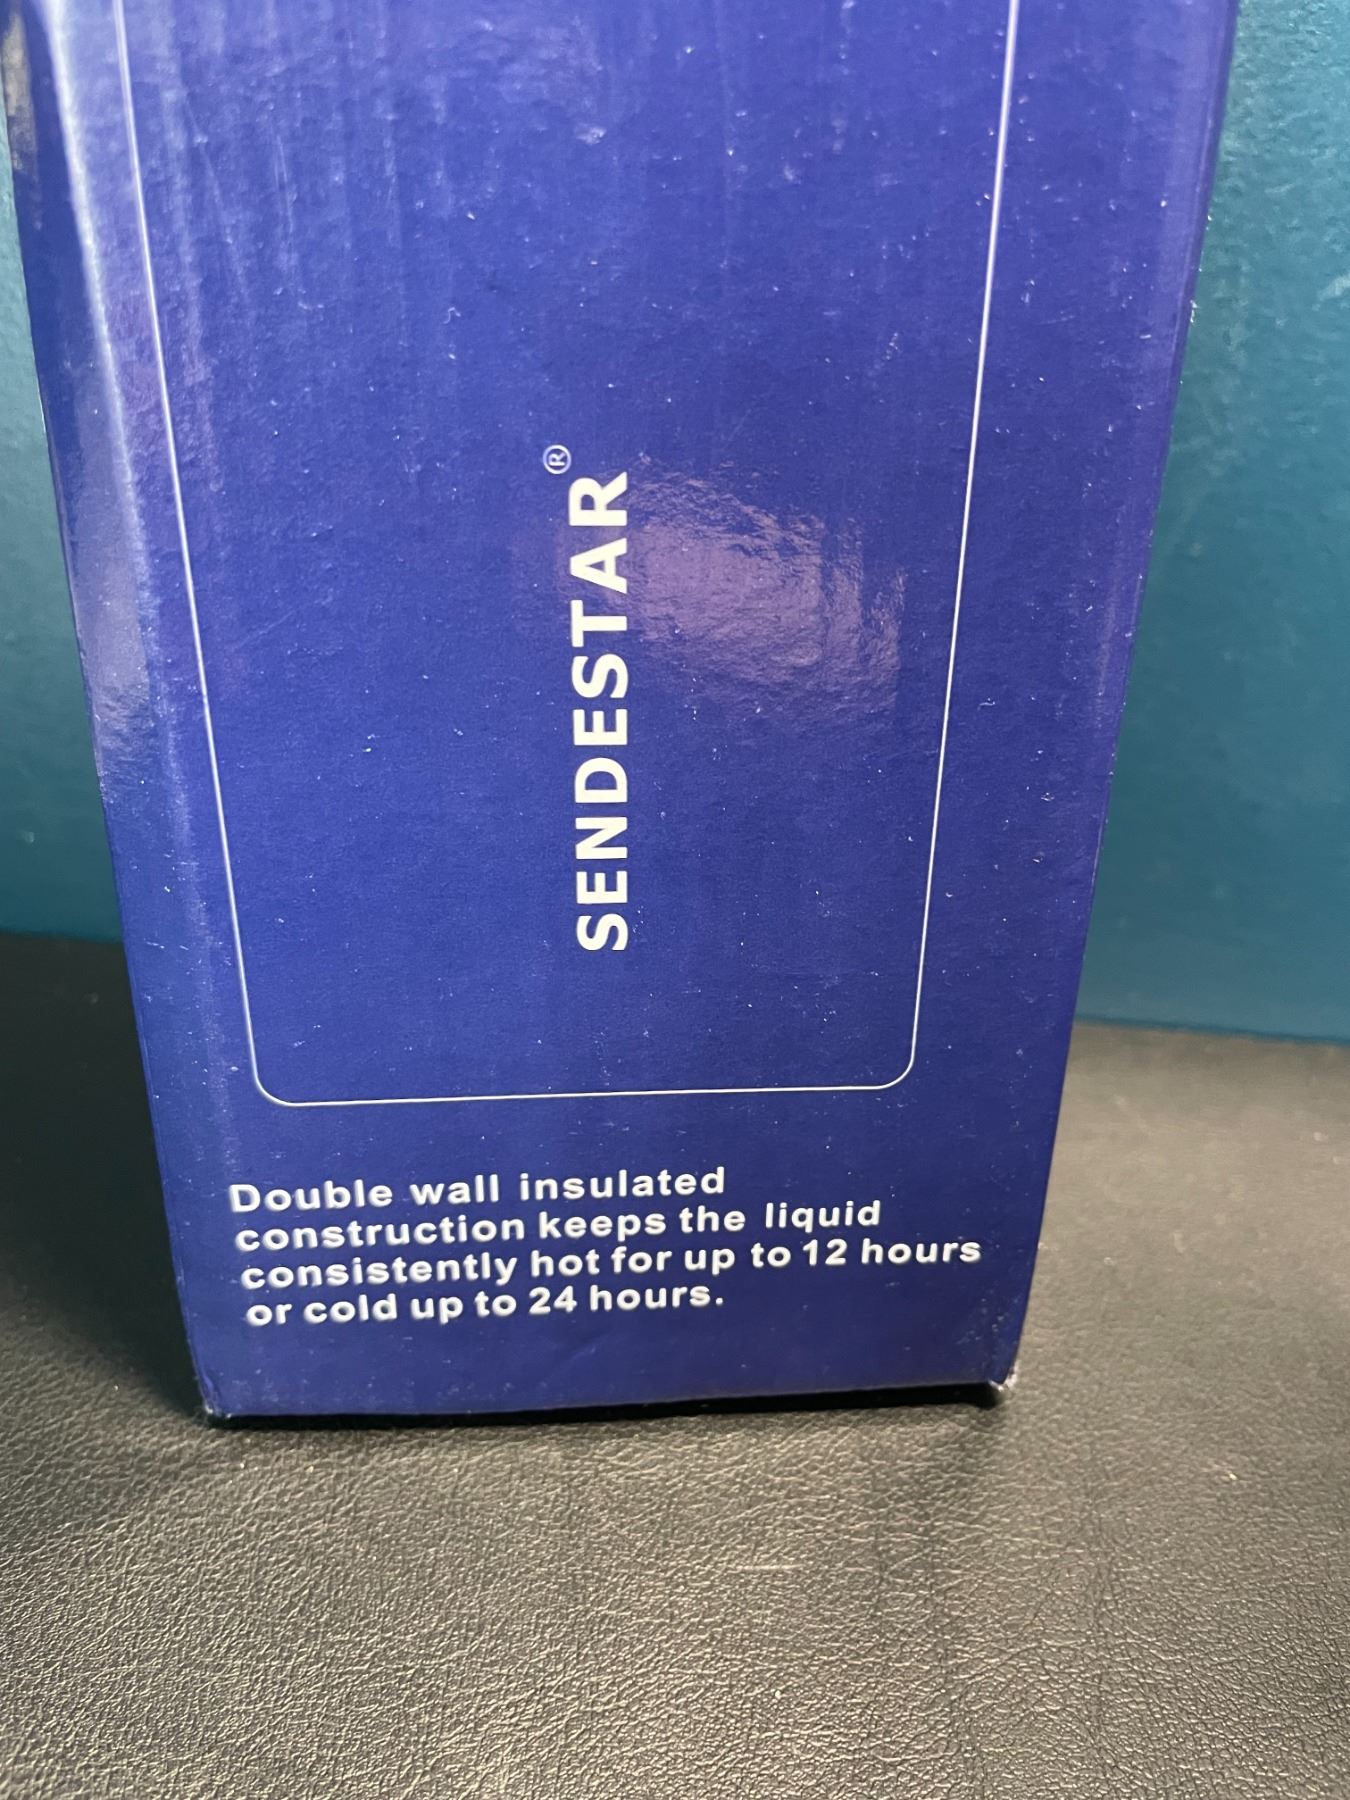 SENDESTAR®
Double wall insulated
construction keeps the liquid
consistently hot for up to 12 hours
or cold up to 24 hours.